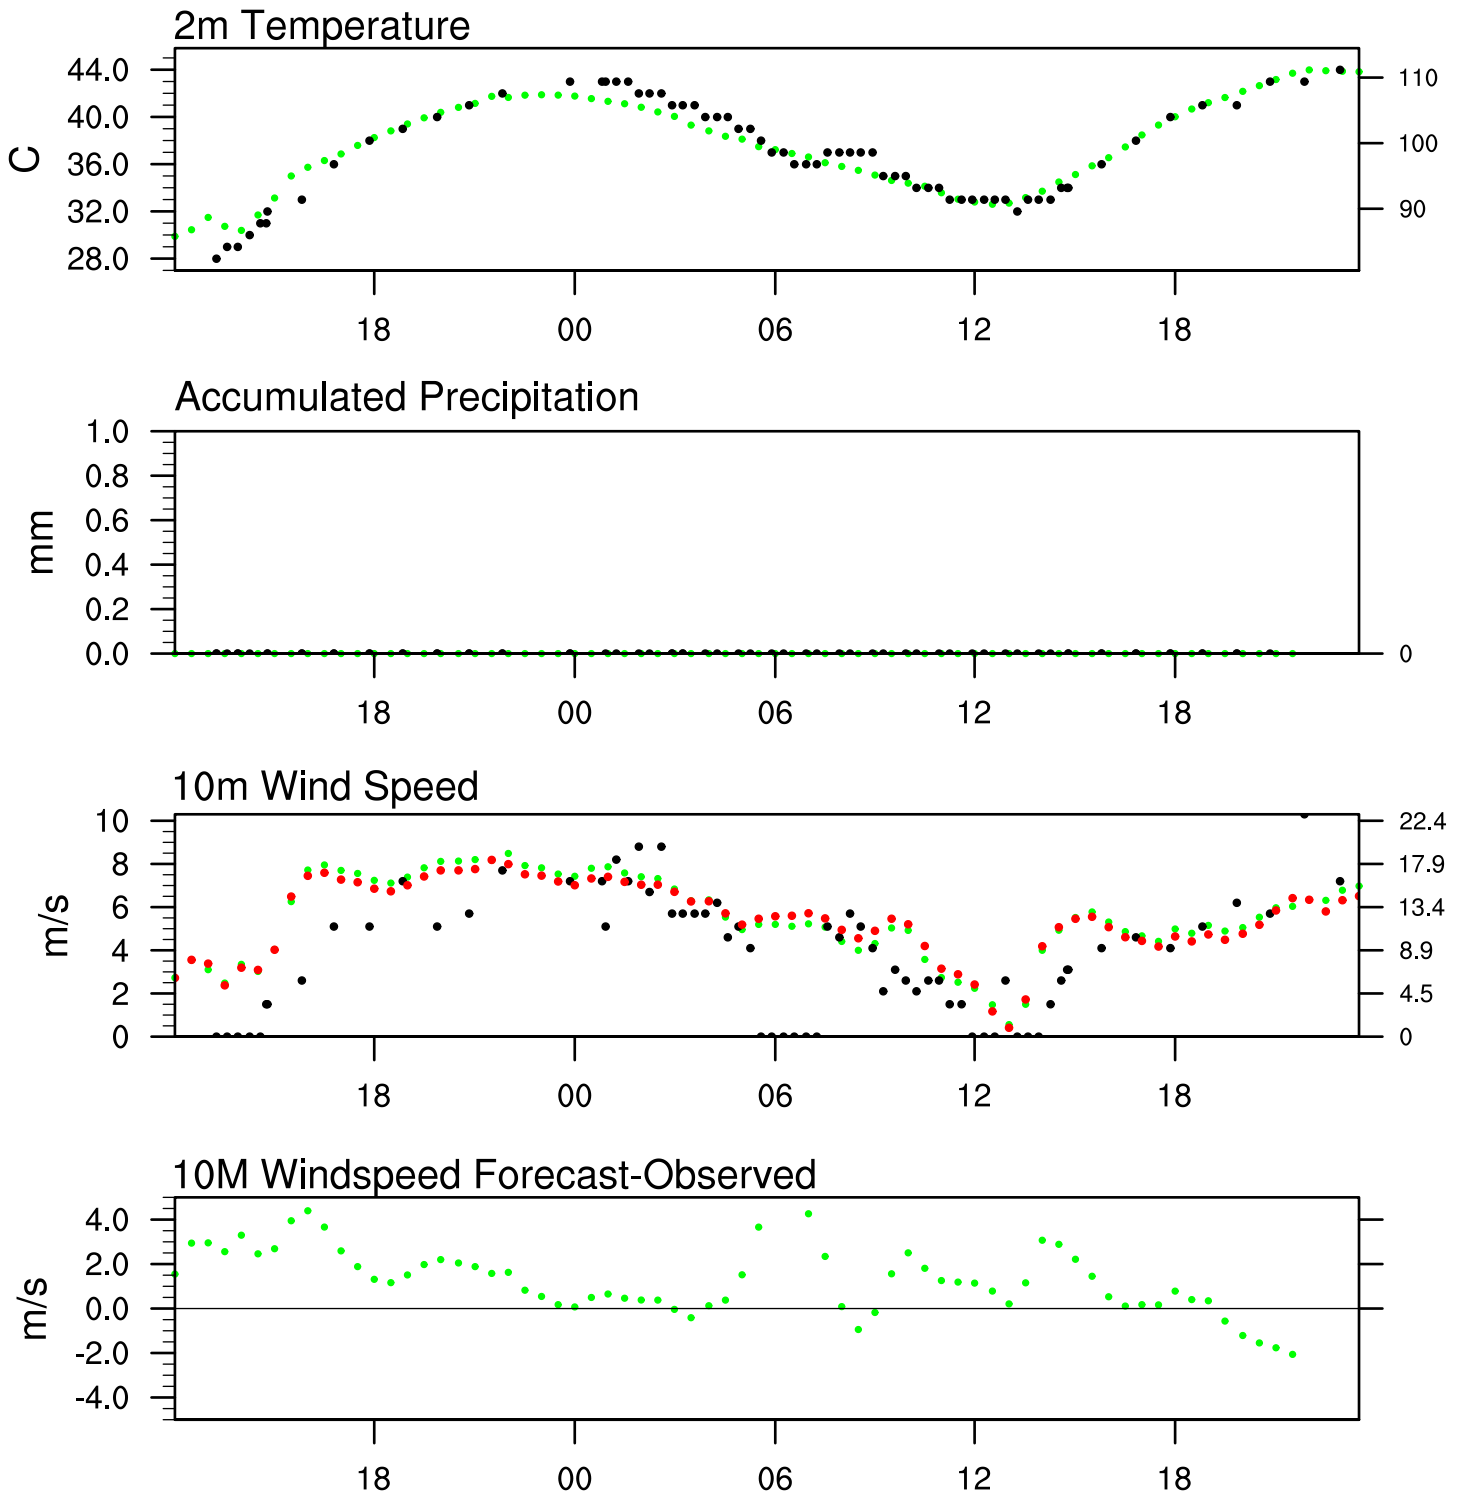 2m Temperature
44.0
40.0
36.0
32.0
28.0
C
110
100
90
18 00 06 12 18
Accumulated Precipitation
1.0
0.8
0.6
0.4
0.2
0.0
mm
0
18 00 06 12 18
10m Wind Speed
10
8
6
4
2
0
m/s
22.4
17.9
13.4
8.9
4.5
0
18 00 06 12 18
10M Windspeed Forecast-Observed
4.0
2.0
0.0
-2.0
-4.0
m/s
18 00 06 12 18